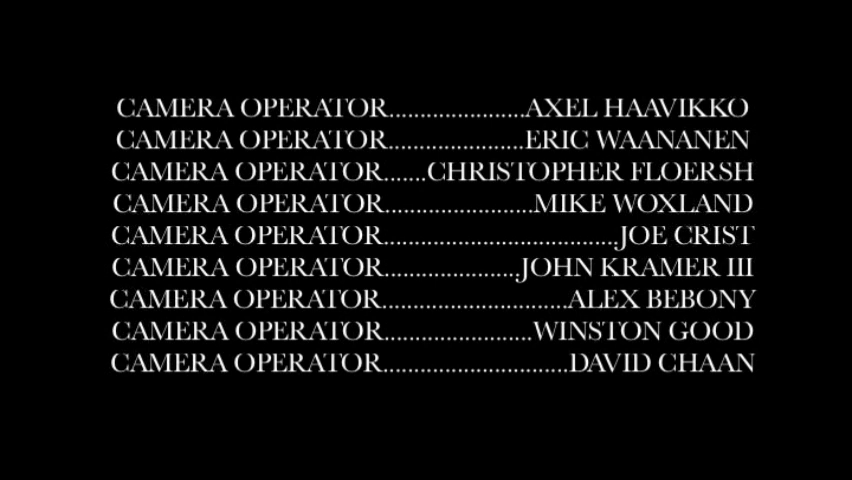 CAMERA OPERATOR......................AXEL HAAVIKKO
CAMERA OPERATOR......................ERIC WAANANEN
CAMERA OPERATOR.......CHRISTOPHER FLOERSH
CAMERA OPERATOR........................MIKE WOXLAND
CAMERA OPERATOR......................................JOE CRIST
CAMERA OPERATOR......................JOHN KRAMER III
CAMERA OPERATOR..............................ALEX BEBONY
CAMERA OPERATOR........................WINSTON GOOD
CAMERA OPERATOR..............................DAVID CHAAN